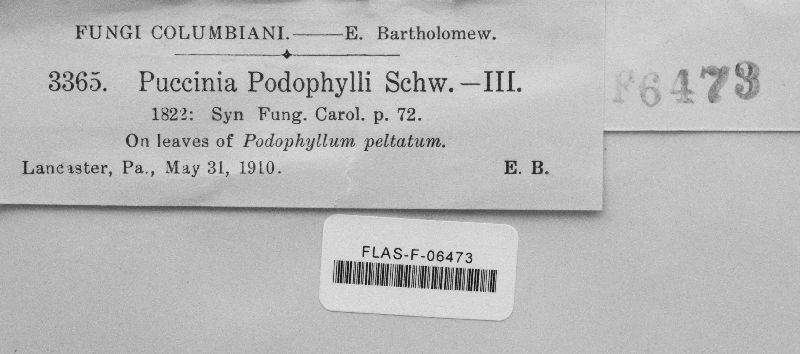 FUNGI COLUMBIANI.——E. Bartholomew.
3365. Puccinia Podophylli Schw.—III.
1822: Syn Fung. Carol. p. 72.
On leaves of Podophyllum peltatum.
Lancaster, Pa., May 31, 1910. E. B.
F6473
FLAS-F-06473